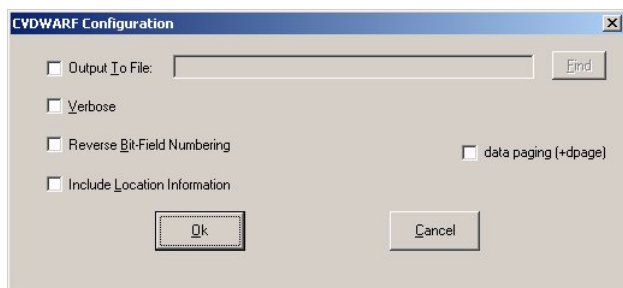 CVDWARF Configuration
Output To File:
Find
Verbose
Reverse Bit-Field Numbering
data paging (+dpage)
Include Location Information
Ok
Cancel